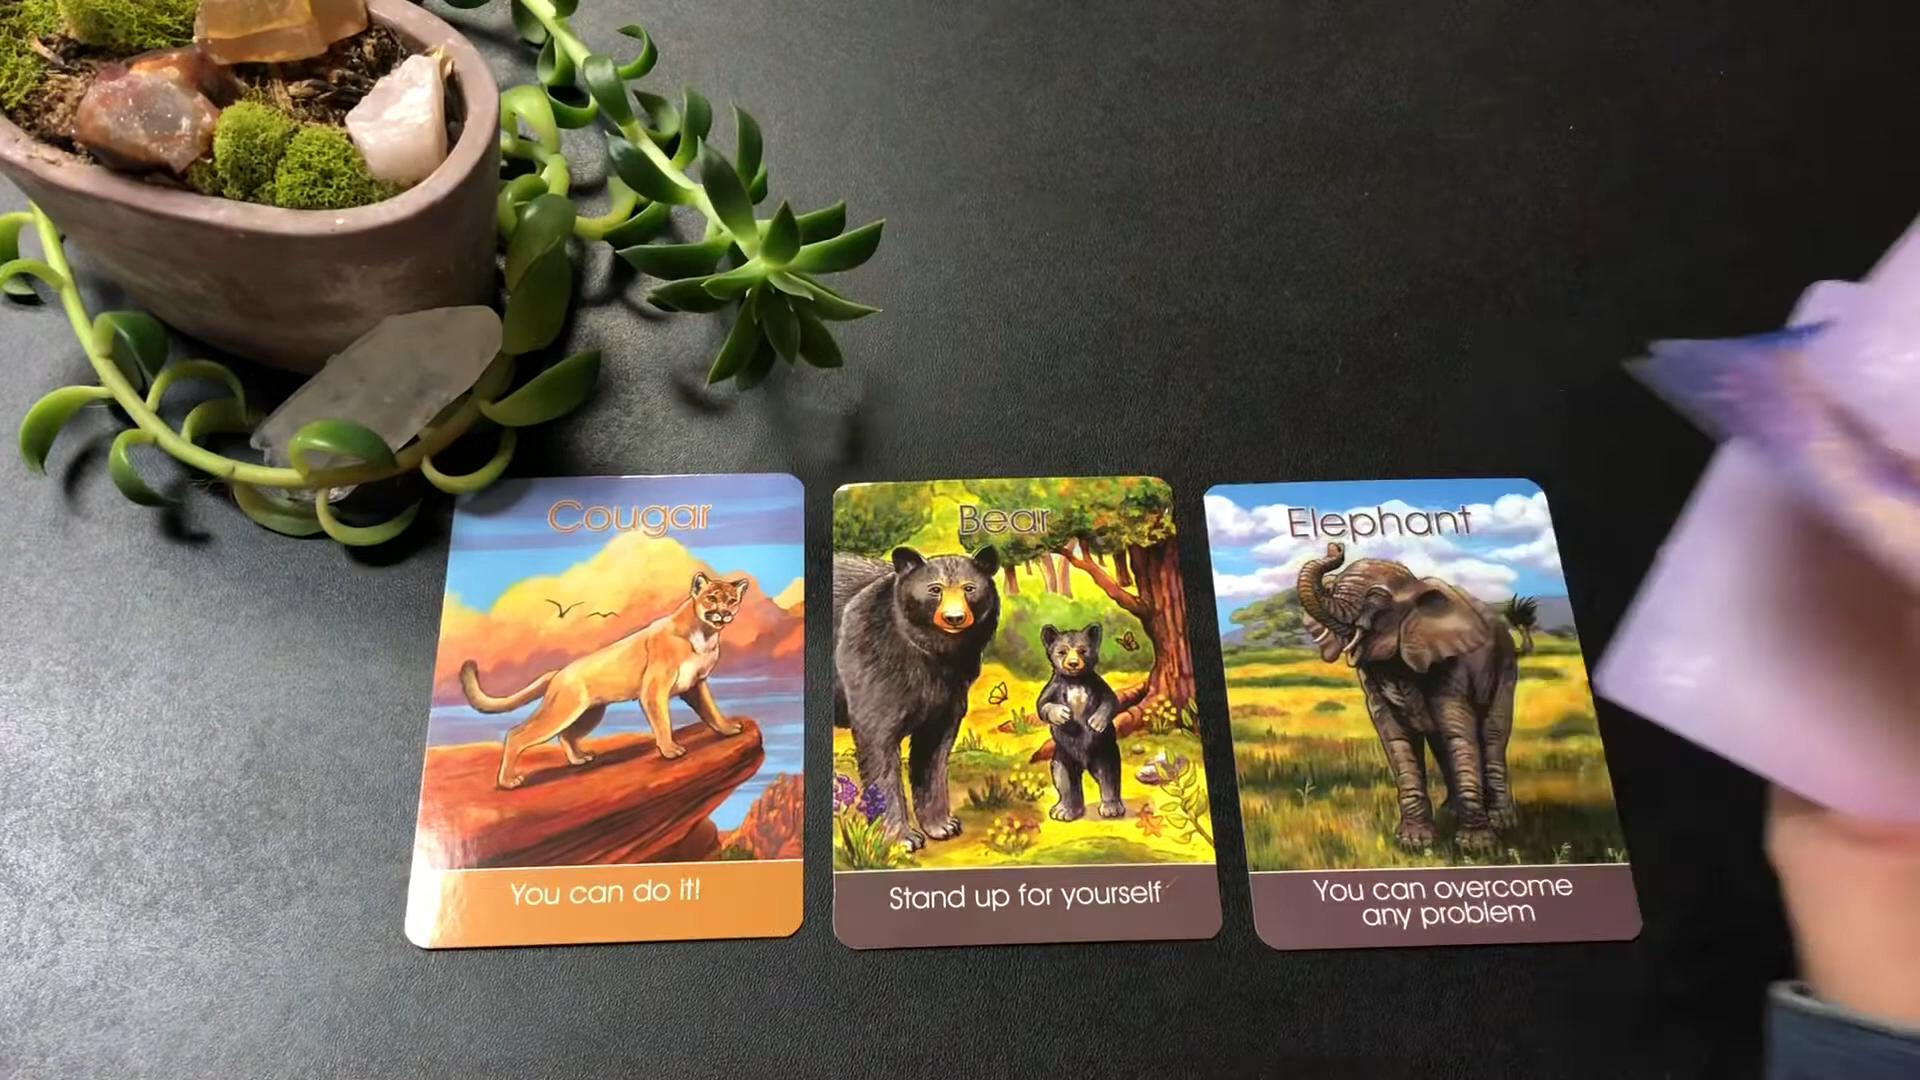 Cougar
You can do it!
Bear
Stand up for yourself
Elephant
You can overcome
any problem